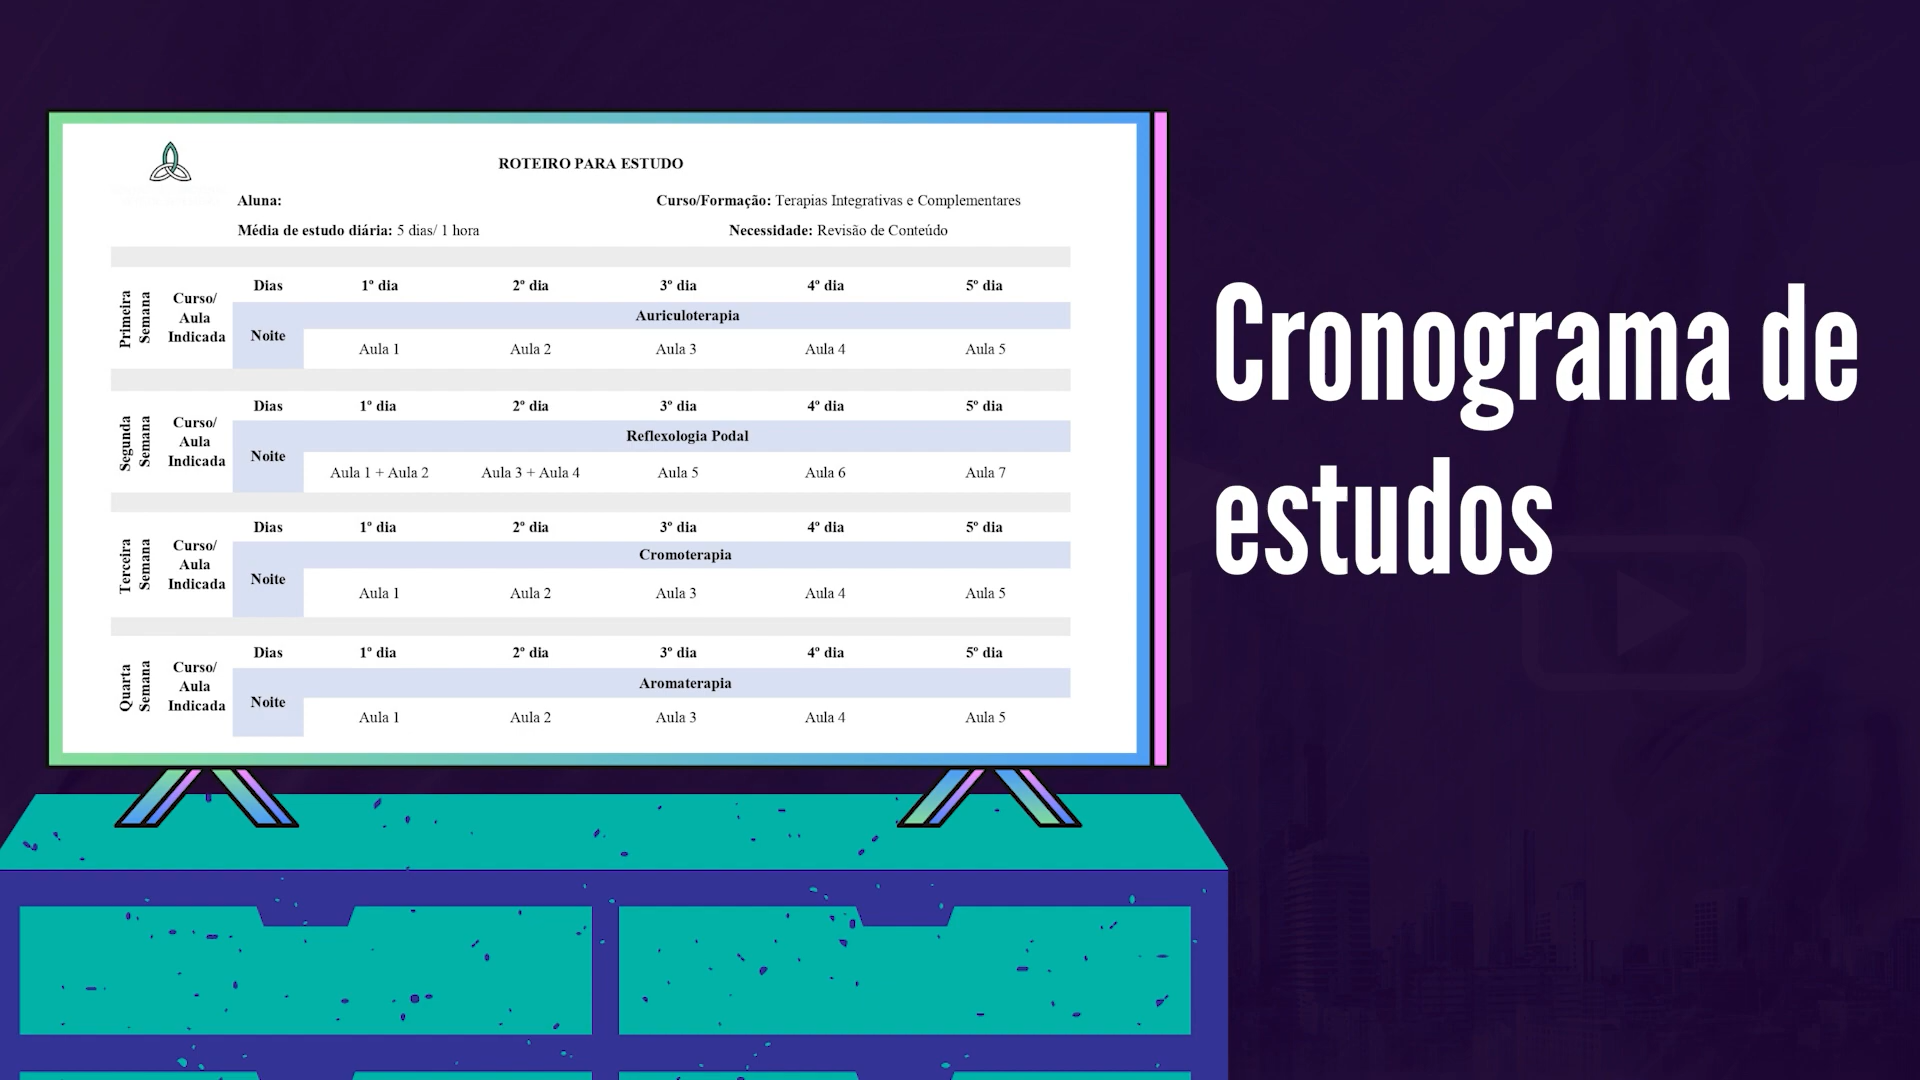 ROTEIRO PARA ESTUDO
Aluna: Curso/Formação: Terapias Integrativas e Complementares
Média de estudo diária: 5 dias/ 1 hora Necessidade: Revisão de Conteúdo
Primeira
Semana
Curso/
Aula
Indicada
Dias 1º dia 2º dia 3º dia 4º dia 5º dia
Auriculoterapia
Noite
Aula 1 Aula 2 Aula 3 Aula 4 Aula 5
Segunda
Semana
Curso/
Aula
Indicada
Dias 1º dia 2º dia 3º dia 4º dia 5º dia
Reflexologia Podal
Noite
Aula 1 + Aula 2 Aula 3 + Aula 4 Aula 5 Aula 6 Aula 7
Terceira
Semana
Curso/
Aula
Indicada
Dias 1º dia 2º dia 3º dia 4º dia 5º dia
Cromoterapia
Noite
Aula 1 Aula 2 Aula 3 Aula 4 Aula 5
Quarta
Semana
Curso/
Aula
Indicada
Dias 1º dia 2º dia 3º dia 4º dia 5º dia
Aromaterapia
Noite
Aula 1 Aula 2 Aula 3 Aula 4 Aula 5
Cronograma de
estudos